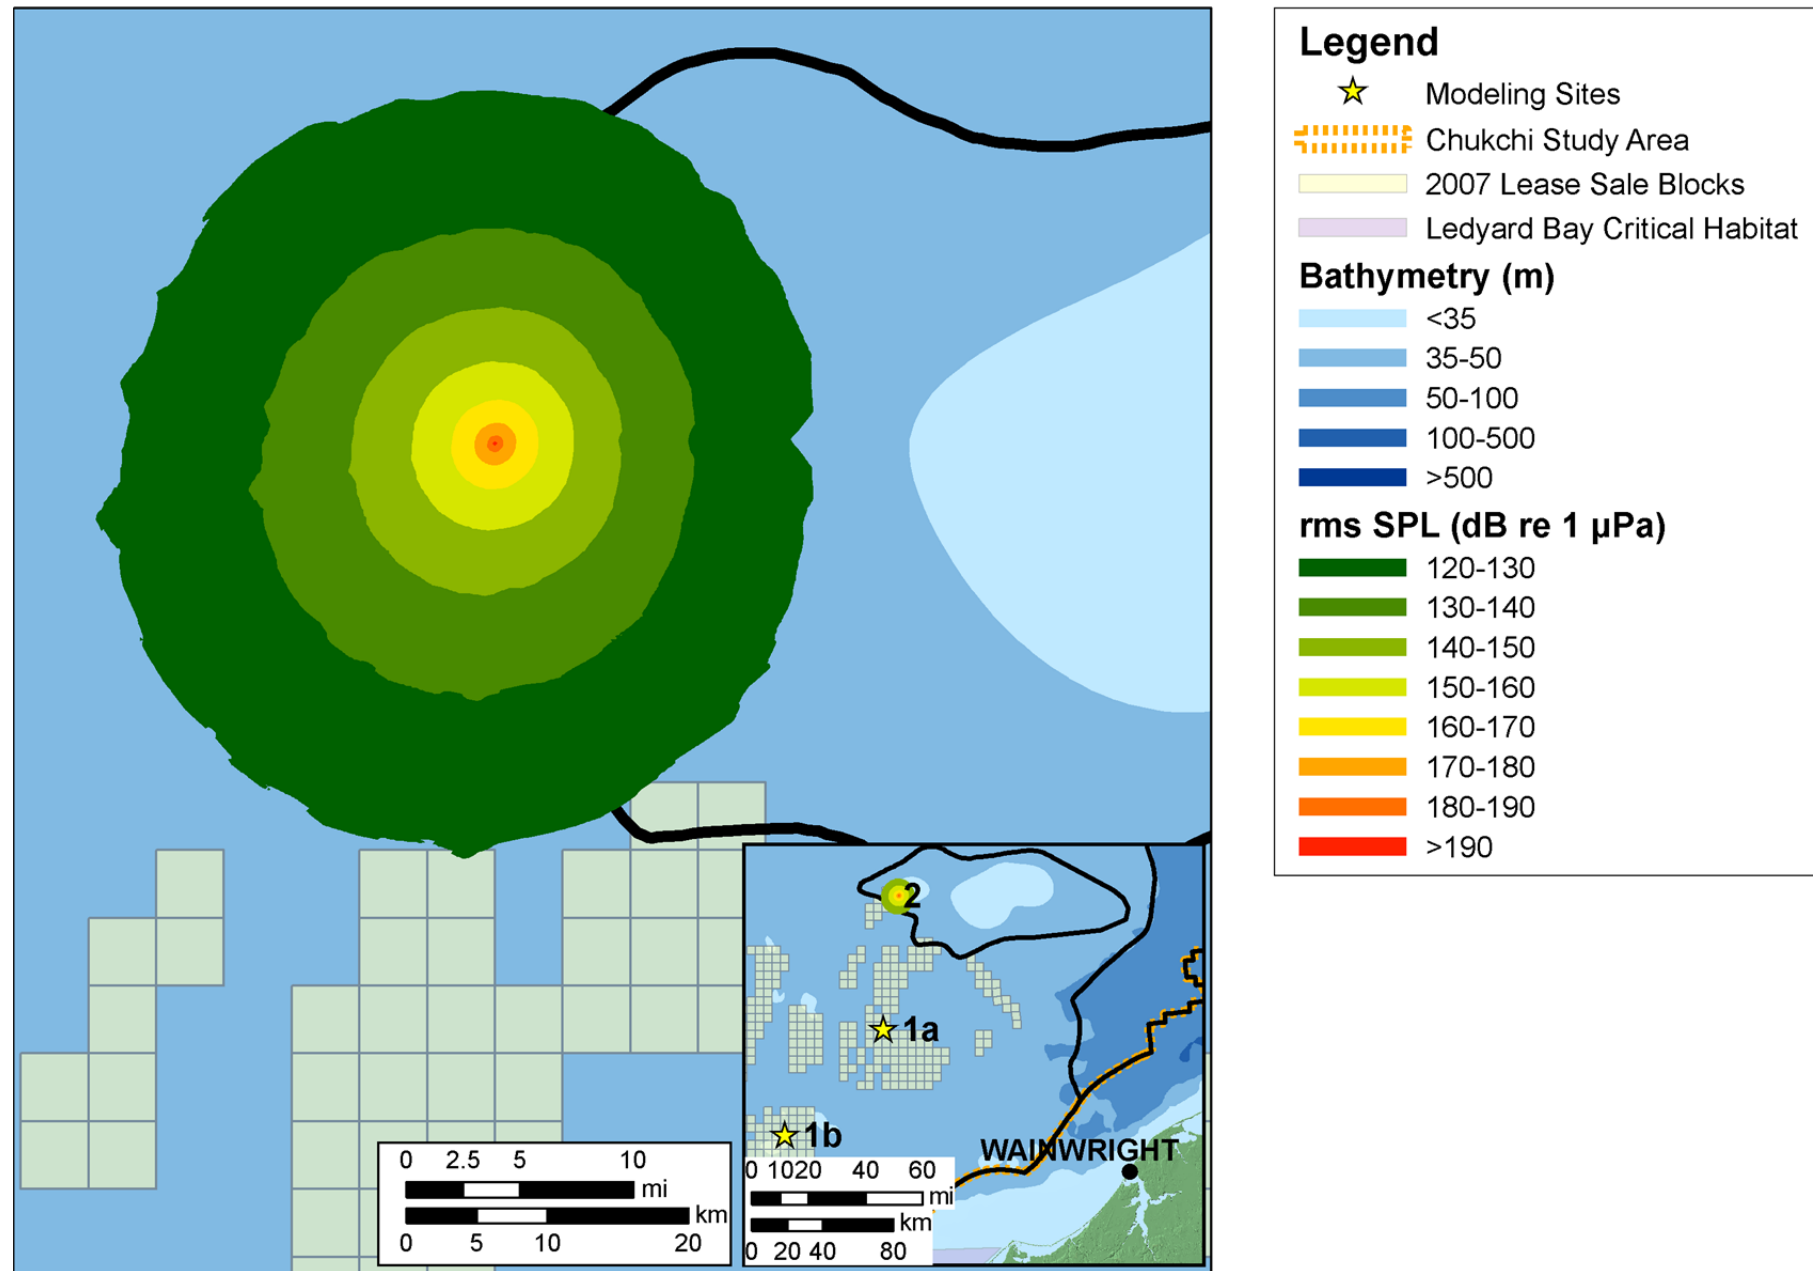 Legend
Modeling Sites
Chukchi Study Area
2007 Lease Sale Blocks
Ledyard Bay Critical Habitat
Bathymetry (m)
<35
35-50
50-100
100-500
>500
rms SPL (dB re 1 µPa)
120-130
130-140
140-150
150-160
160-170
170-180
180-190
>190
2
1a
1b
WAINWRIGHT
0 2.5 5 10
mi
km
0 5 10 20
0 10 20 40 60
mi
km
0 20 40 80